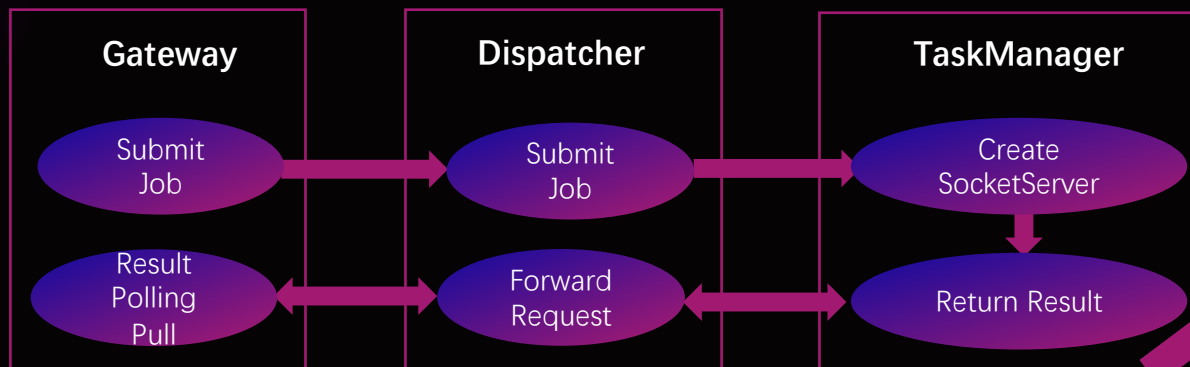 Gateway
Submit
Job
Result
Polling
Pull
Dispatcher
Submit
Job
Forward
Request
TaskManager
Create
SocketServer
Return Result